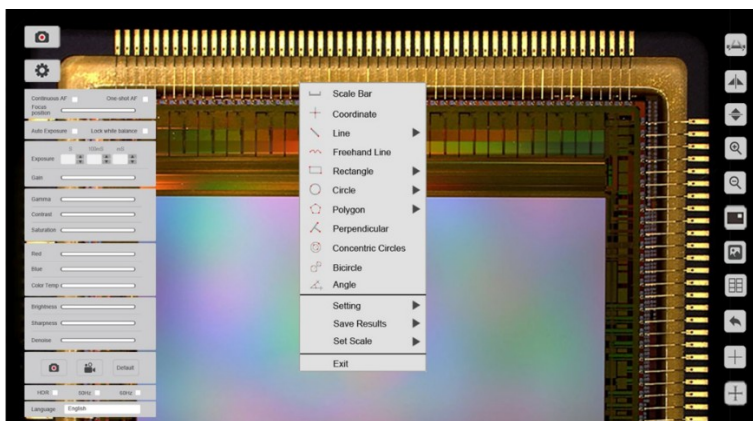 Continuous AF One-shot AF
Focus position
Auto Exposure Lock white balance
Exposure
Gain
Gamma
Contrast
Saturation
Red
Blue
Color Temp
Brightness
Sharpness
Denoise
Default
HDR 50Hz 60Hz
Language English
Scale Bar
Coordinate
Line
Freehand Line
Rectangle
Circle
Polygon
Perpendicular
Concentric Circles
Bicircle
Angle
Setting
Save Results
Set Scale
Exit